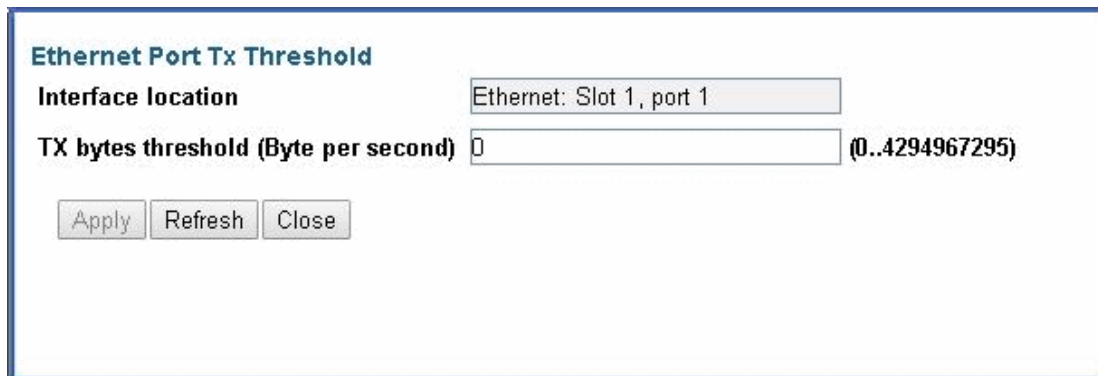 Ethernet Port Tx Threshold
Interface location Ethernet: Slot 1, port 1
TX bytes threshold (Byte per second) 0 (0..4294967295)
Apply Refresh Close